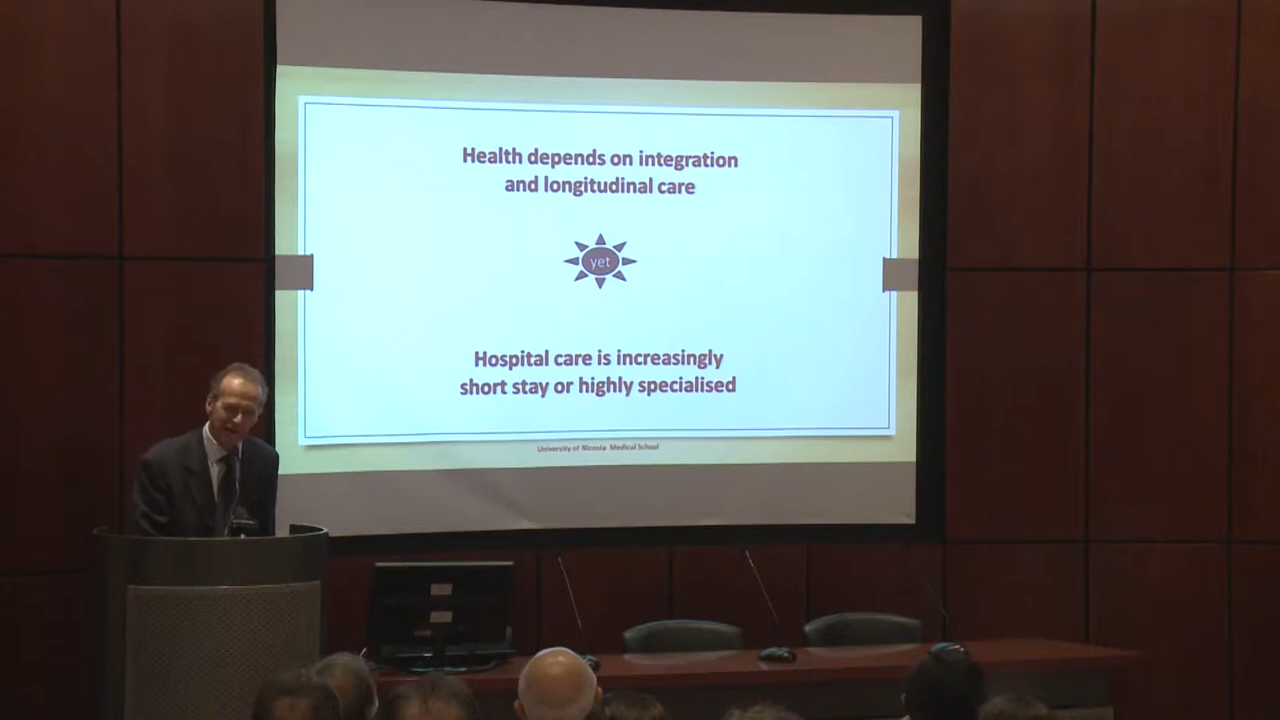 Health depends on integration
and longitudinal care
yet
Hospital care is increasingly
short stay or highly specialised
University of Nicosia Medical School